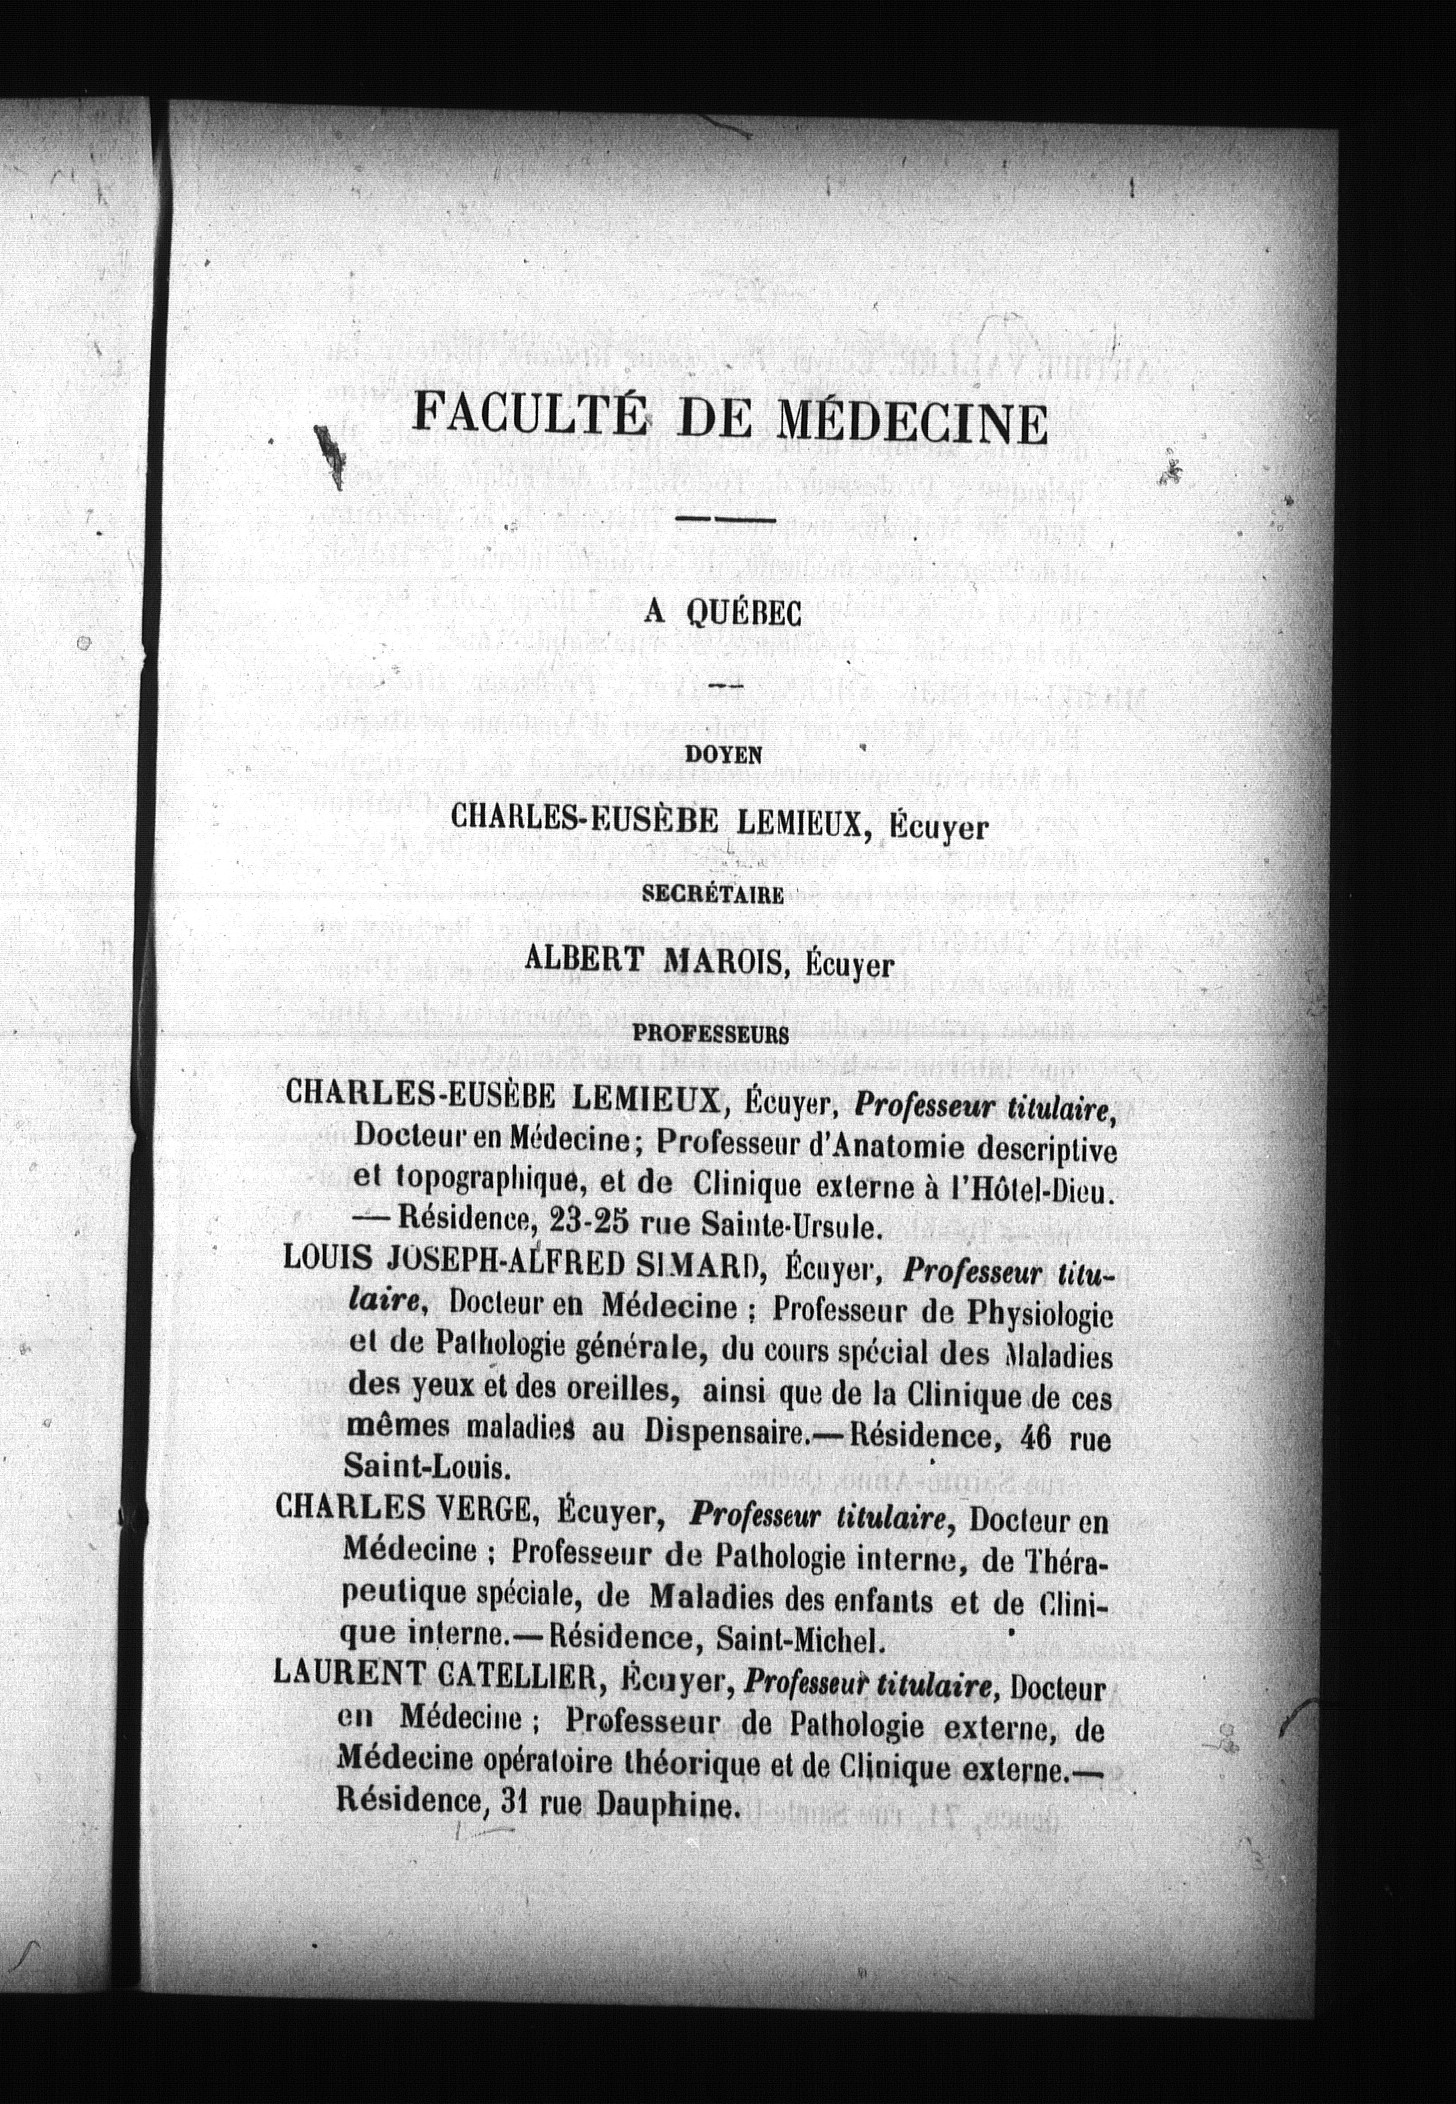 FACULTÉ DE MÉDECINE
A QUÉBEC
DOYEN
CHARLES-EUSÈBE LEMIEUX, Écuyer
SECRÉTAIRE
ALBERT MAROIS, Écuyer
PROFESSEURS
CHARLES-EUSÈBE LEMIEUX, Écuyer, Professeur titulaire,
Docteur en Médecine; Professeur d'Anatomie descriptive
et topographique, et de Clinique externe à l'Hôtel-Dieu.
— Résidence, 23-25 rue Sainte-Ursule.
LOUIS JOSEPH-ALFRED SIMARD, Écuyer, Professeur titu-
laire, Docteur en Médecine ; Professeur de Physiologie
et de Pathologie générale, du cours spécial des Maladies
des yeux et des oreilles, ainsi que de la Clinique de ces
mêmes maladies au Dispensaire.—Résidence, 46 rue
Saint-Louis.
CHARLES VERGE, Écuyer, Professeur titulaire, Docteur en
Médecine ; Professeur de Pathologie interne, de Théra-
peutique spéciale, de Maladies des enfants et de Clini-
que interne.—Résidence, Saint-Michel.
LAURENT CATELLIER, Écuyer, Professeur titulaire, Docteur
en Médecine ; Professeur de Pathologie externe, de
Médecine opératoire théorique et de Clinique externe.—
Résidence, 31 rue Dauphine.